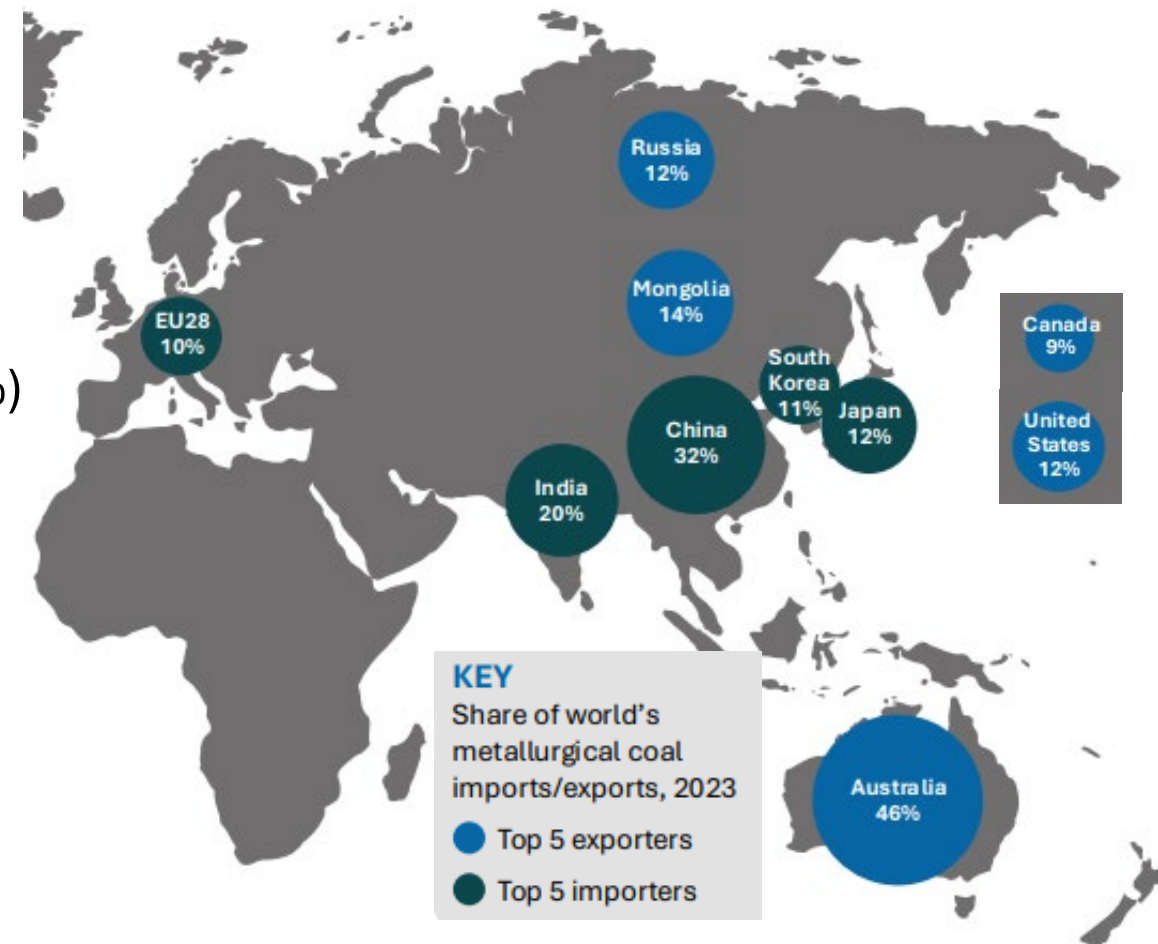 Russia
12%
Mongolia
14%
EU28
10%
Canada
9%
South
Korea
11%
Japan
12%
China
32%
United
States
12%
India
20%
%)
KEY
Share of world's
metallurgical coal
imports/exports, 2023
Top 5 exporters
Top 5 importers
Australia
46%